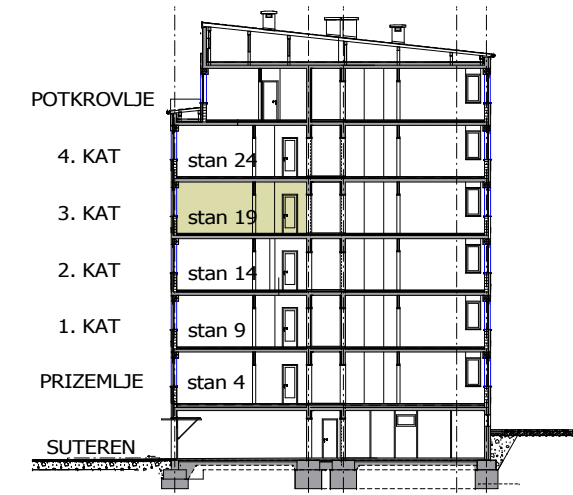 POTKROVLJE
4. KAT stan 24
3. KAT stan 19
2. KAT stan 14
1. KAT stan 9
PRIZEMLJE stan 4
SUTEREN